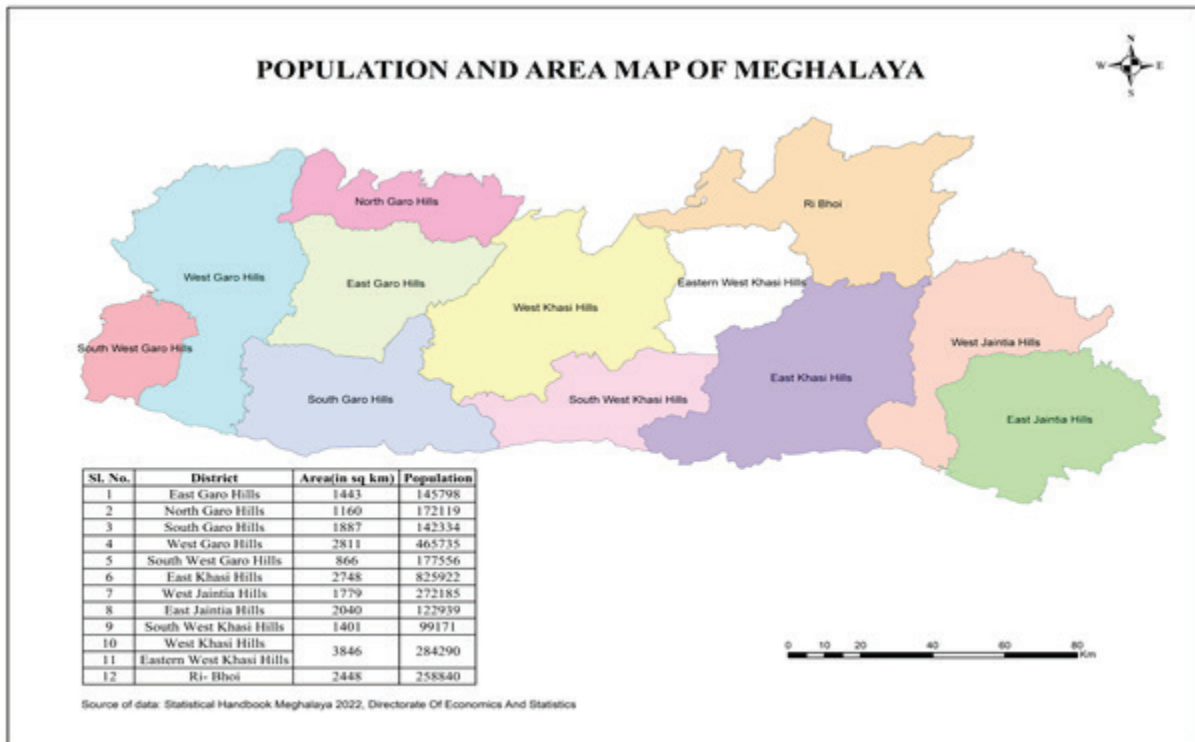 POPULATION AND AREA MAP OF MEGHALAYA
N
W E
S
North Garo Hills
Ri Bhoi
West Garo Hills
East Garo Hills
Eastern West Khasi Hills
West Khasi Hills
South West Garo Hills
West Jaintia Hills
East Khasi Hills
South Garo Hills
South West Khasi Hills
East Jaintia Hills
Sl. No. District Area(in sq km) Population
1 East Garo Hills 1443 145798
2 North Garo Hills 1160 172119
3 South Garo Hills 1887 142334
4 West Garo Hills 2811 465735
5 South West Garo Hills 866 177556
6 East Khasi Hills 2748 825922
7 West Jaintia Hills 1779 272185
8 East Jaintia Hills 2040 122939
9 South West Khasi Hills 1401 99171
10 West Khasi Hills 3846 284290
11 Eastern West Khasi Hills
12 Ri- Bhoi 2448 258840
0 10 20 40 60 80
Km
Source of data: Statistical Handbook Meghalaya 2022, Directorate Of Economics And Statistics